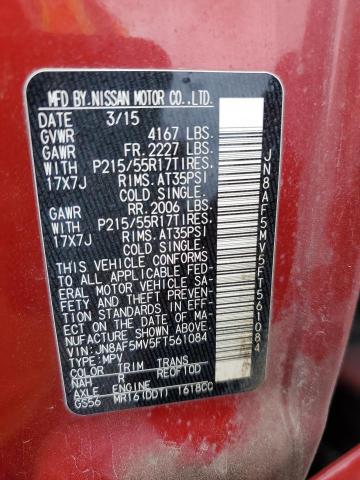 MFD BY.NISSAN MOTOR CO.,LTD.
DATE 3/15
GVWR 4167 LBS.
GAWR FR. 2227 LBS.
WITH P215/55R17TIRES.
17X7J RIMS. AT35PSI
COLD SINGLE.
GAWR RR. 2006 LBS.
WITH P215/55R17TIRES.
17X7J RIMS. AT35PSI
COLD SINGLE.
THIS VEHICLE CONFORMS
TO ALL APPLICABLE FED-
ERAL MOTOR VEHICLE SA-
FETY AND THEFT PREVEN-
TION STANDARDS IN EFF-
ECT ON THE DATE OF MA-
NUFACTURE SHOWN ABOVE.
VIN:JN8AF5MV5FT561084
TYPE:MPV
COLOR TRIM TRANS
NAH R RE0F10D
AXLE ENGINE
GS56 MR16(DDT) 1618CC
JN8AF5MV5FT561084